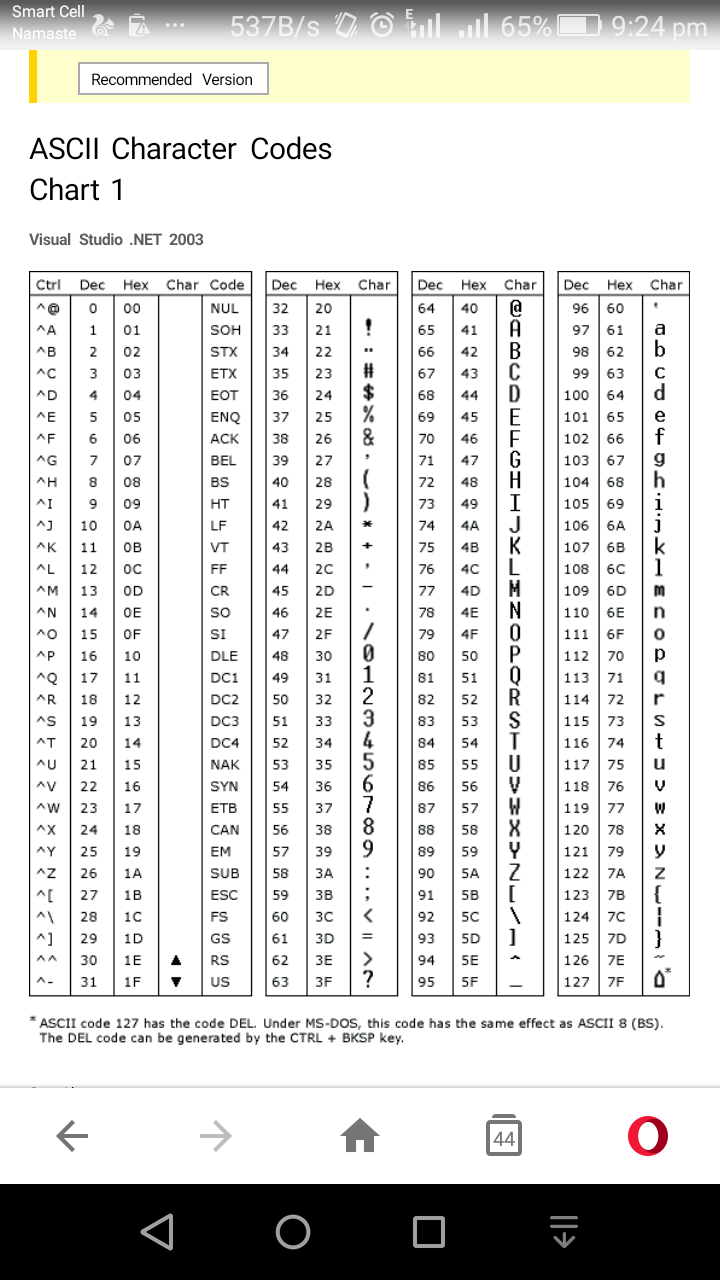 Smart Cell
Namaste ... 537B/s E 65% 9:24 pm
Recommended Version
ASCII Character Codes
Chart 1
Visual Studio .NET 2003
Ctrl Dec Hex Char Code Dec Hex Char Dec Hex Char Dec Hex Char
^@ 0 00 NUL 32 20 64 40 @ 96 60 '
^A 1 01 SOH 33 21 ! 65 41 A 97 61 a
^B 2 02 STX 34 22 " 66 42 B 98 62 b
^C 3 03 ETX 35 23 # 67 43 C 99 63 c
^D 4 04 EOT 36 24 $ 68 44 D 100 64 d
^E 5 05 ENQ 37 25 % 69 45 E 101 65 e
^F 6 06 ACK 38 26 & 70 46 F 102 66 f
^G 7 07 BEL 39 27 ' 71 47 G 103 67 g
^H 8 08 BS 40 28 ( 72 48 H 104 68 h
^I 9 09 HT 41 29 ) 73 49 I 105 69 i
^J 10 0A LF 42 2A * 74 4A J 106 6A j
^K 11 0B VT 43 2B + 75 4B K 107 6B k
^L 12 0C FF 44 2C , 76 4C L 108 6C l
^M 13 0D CR 45 2D - 77 4D M 109 6D m
^N 14 0E SO 46 2E . 78 4E N 110 6E n
^O 15 0F SI 47 2F / 79 4F O 111 6F o
^P 16 10 DLE 48 30 0 80 50 P 112 70 p
^Q 17 11 DC1 49 31 1 81 51 Q 113 71 q
^R 18 12 DC2 50 32 2 82 52 R 114 72 r
^S 19 13 DC3 51 33 3 83 53 S 115 73 s
^T 20 14 DC4 52 34 4 84 54 T 116 74 t
^U 21 15 NAK 53 35 5 85 55 U 117 75 u
^V 22 16 SYN 54 36 6 86 56 V 118 76 v
^W 23 17 ETB 55 37 7 87 57 W 119 77 w
^X 24 18 CAN 56 38 8 88 58 X 120 78 x
^Y 25 19 EM 57 39 9 89 59 Y 121 79 y
^Z 26 1A SUB 58 3A : 90 5A Z 122 7A z
^[ 27 1B ESC 59 3B ; 91 5B [ 123 7B {
^\ 28 1C FS 60 3C < 92 5C \ 124 7C ¦
^] 29 1D GS 61 3D = 93 5D ] 125 7D }
^^ 30 1E ▲ RS 62 3E > 94 5E ^ 126 7E ~
^- 31 1F ▼ US 63 3F ? 95 5F _ 127 7F ⌂*
* ASCII code 127 has the code DEL. Under MS-DOS, this code has the same effect as ASCII 8 (BS).
The DEL code can be generated by the CTRL + BKSP key.
44